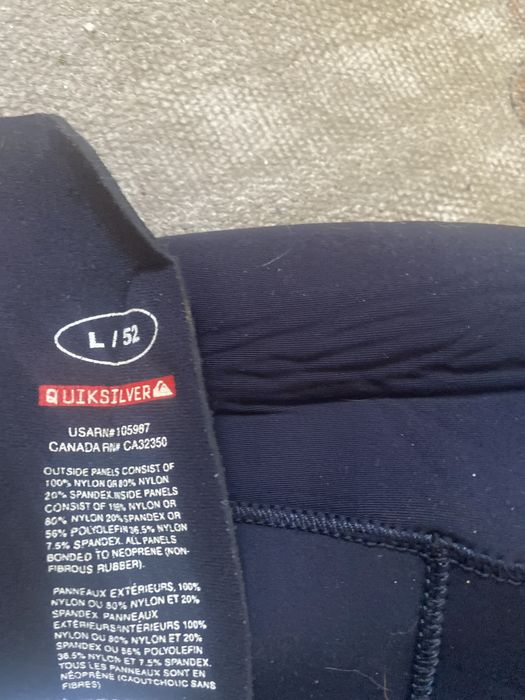 L / 52
QUIKSILVER
USARN# 105987
CANADA RN# CA32350
OUTSIDE PANELS CONSIST OF
100% NYLON OR 80% NYLON
20% SPANDEX.INSIDE PANELS
CONSIST OF NYLON OR
80% NYLON 20%SPANDEX OR
56% POLYOLEFIN 36.5% NYLON
7.5% SPANDEX. ALL PANELS
BONDED TO NEOPRENE (NON-
FIBROUS RUBBER).
PANNEAUX EXTÉRIEURS, 100%
NYLON OU 80% NYLON ET 20%
SPANDEX PANNEAUX
EXTÉRIEURS/INTÉRIEURS 100%
NYLON OU 80% NYLON ET 20%
SPANDEX OU 56% POLYOLEFIN
36.5% NYLON ET 7.5% SPANDEX.
TOUS LES PANNEAUX SONT EN
NÉOPRÈNE (CAOUTCHOUC SANS
FIBRES)